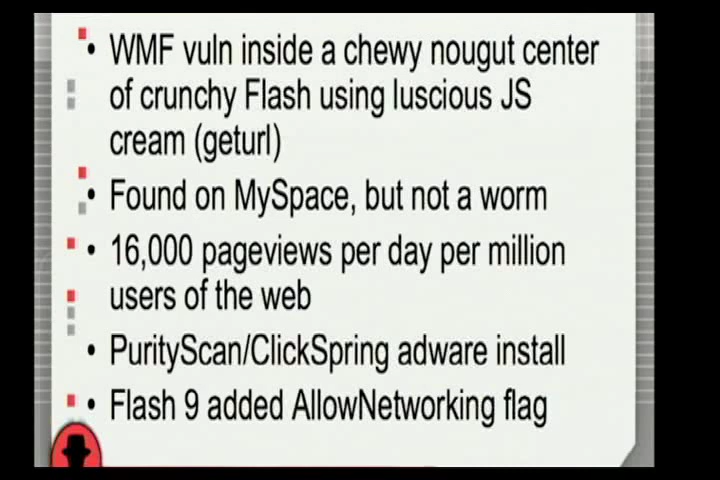 • WMF vuln inside a chewy nougut center
of crunchy Flash using luscious JS
cream (geturl)
• Found on MySpace, but not a worm
• 16,000 pageviews per day per million
users of the web
• PurityScan/ClickSpring adware install
• Flash 9 added AllowNetworking flag